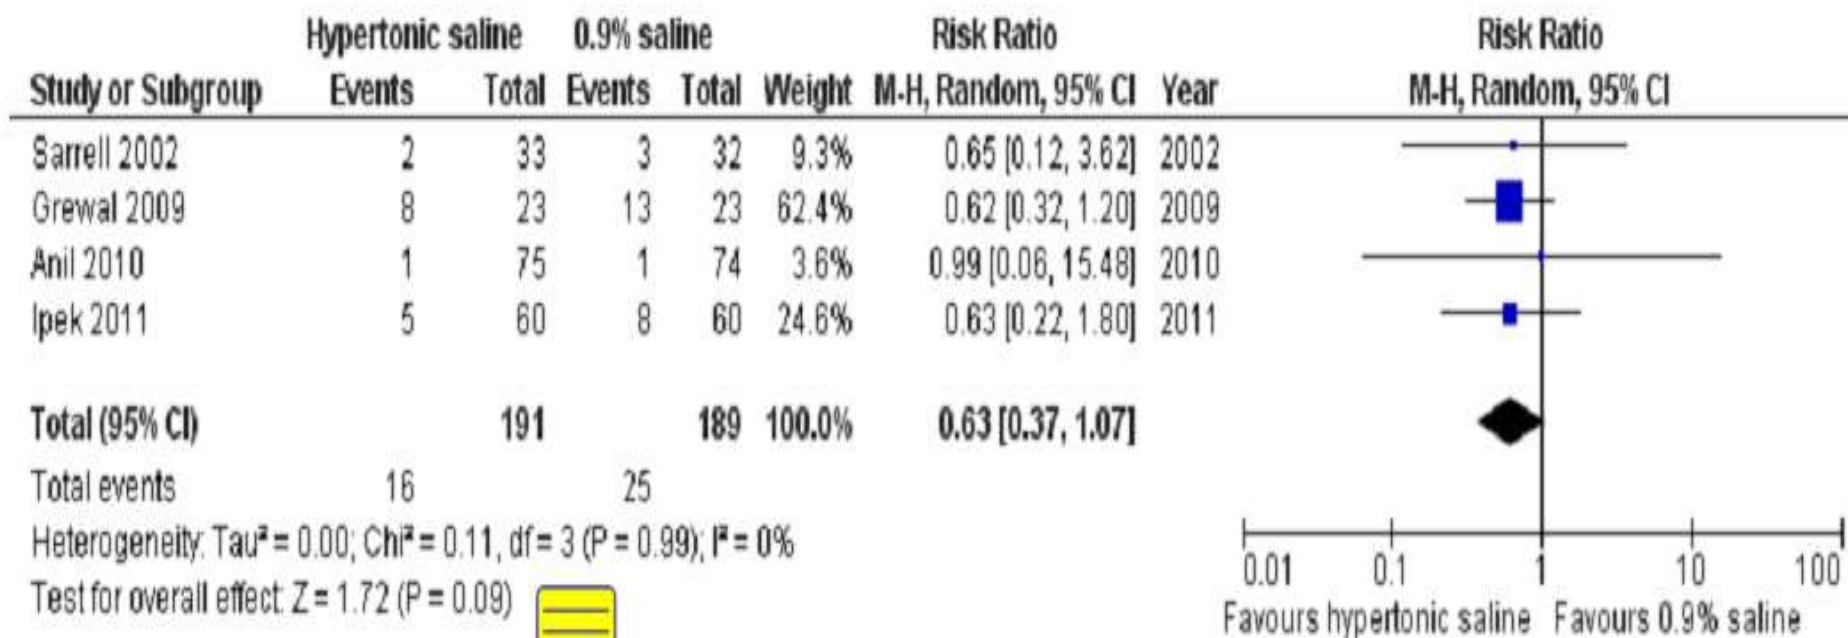 Hypertonic saline 0.9% saline Risk Ratio Risk Ratio
Study or Subgroup Events Total Events Total Weight M-H, Random, 95% CI Year M-H, Random, 95% CI
Sarrell 2002 2 33 3 32 9.3% 0.65 [0.12, 3.62] 2002
Grewal 2009 8 23 13 23 62.4% 0.62 [0.32, 1.20] 2009
Anil 2010 1 75 1 74 3.6% 0.99 [0.06, 15.48] 2010
Ipek 2011 5 60 8 60 24.6% 0.63 [0.22, 1.80] 2011
Total (95% CI) 191 189 100.0% 0.63 [0.37, 1.07]
Total events 16 25
Heterogeneity: Tau² = 0.00; Chi² = 0.11, df = 3 (P = 0.99); I² = 0%
Test for overall effect: Z = 1.72 (P = 0.09)
0.01 0.1 1 10 100
Favours hypertonic saline Favours 0.9% saline